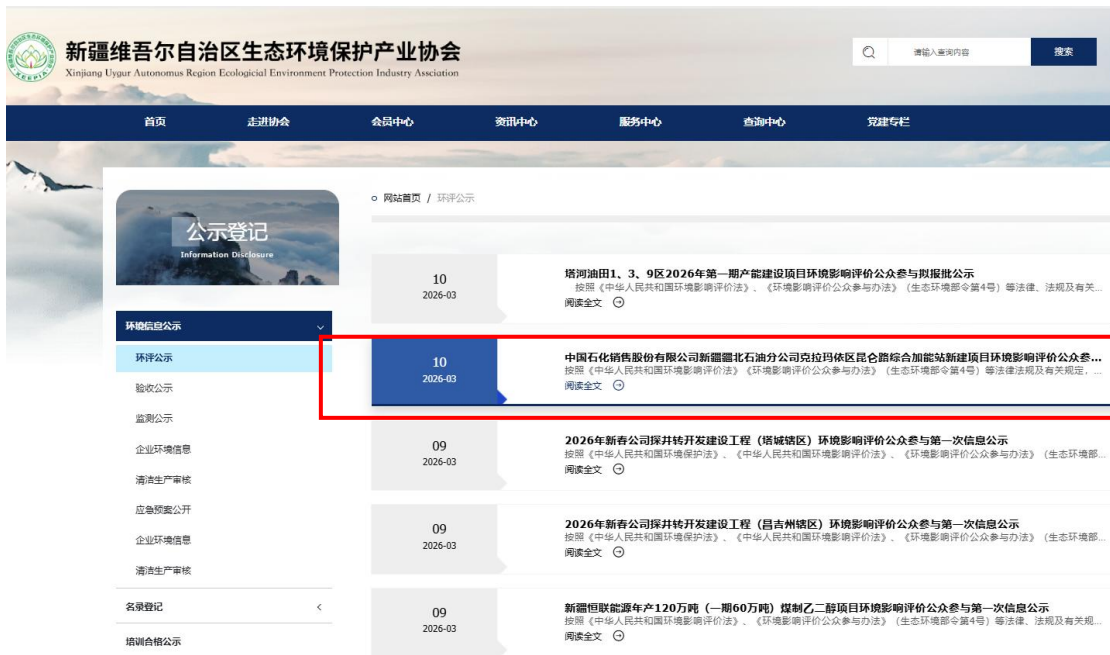 新疆维吾尔自治区生态环境保护产业协会
Xinjiang Uygur Autonomus Region Ecologicial Environment Protection Industry Assciation
XEEPIA
请输入查询内容
搜索
首页 走进协会 会员中心 资讯中心 服务中心 查询中心 党建专栏
公示登记
Information Disclosure
网站首页 / 环评公示
环境信息公示
环评公示
验收公示
监测公示
企业环境信息
清洁生产审核
应急预案公开
企业环境信息
清洁生产审核
名录登记
培训合格公示
10
2026-03
塔河油田1、3、9区2026年第一期产能建设项目环境影响评价公众参与拟报批公示
按照《中华人民共和国环境影响评价法》、《环境影响评价公众参与办法》（生态环境部令第4号）等法律、法规及有关...
阅读全文
10
2026-03
中国石化销售股份有限公司新疆疆北石油分公司克拉玛依区昆仑路综合加能站新建项目环境影响评价公众参...
按照《中华人民共和国环境影响评价法》《环境影响评价公众参与办法》（生态环境部令第4号）等法律法规及有关规定，...
阅读全文
09
2026-03
2026年新春公司探井转开发建设工程（塔城辖区）环境影响评价公众参与第一次信息公示
按照《中华人民共和国环境保护法》、《中华人民共和国环境影响评价法》、《环境影响评价公众参与办法》（生态环境部...
阅读全文
09
2026-03
2026年新春公司探井转开发建设工程（昌吉州辖区）环境影响评价公众参与第一次信息公示
按照《中华人民共和国环境保护法》、《中华人民共和国环境影响评价法》、《环境影响评价公众参与办法》（生态环境部...
阅读全文
09
2026-03
新疆恒联能源年产120万吨（一期60万吨）煤制乙二醇项目环境影响评价公众参与第一次信息公示
按照《中华人民共和国环境影响评价法》、《环境影响评价公众参与办法》（生态环境部令第4号）等法律、法规及有关规...
阅读全文